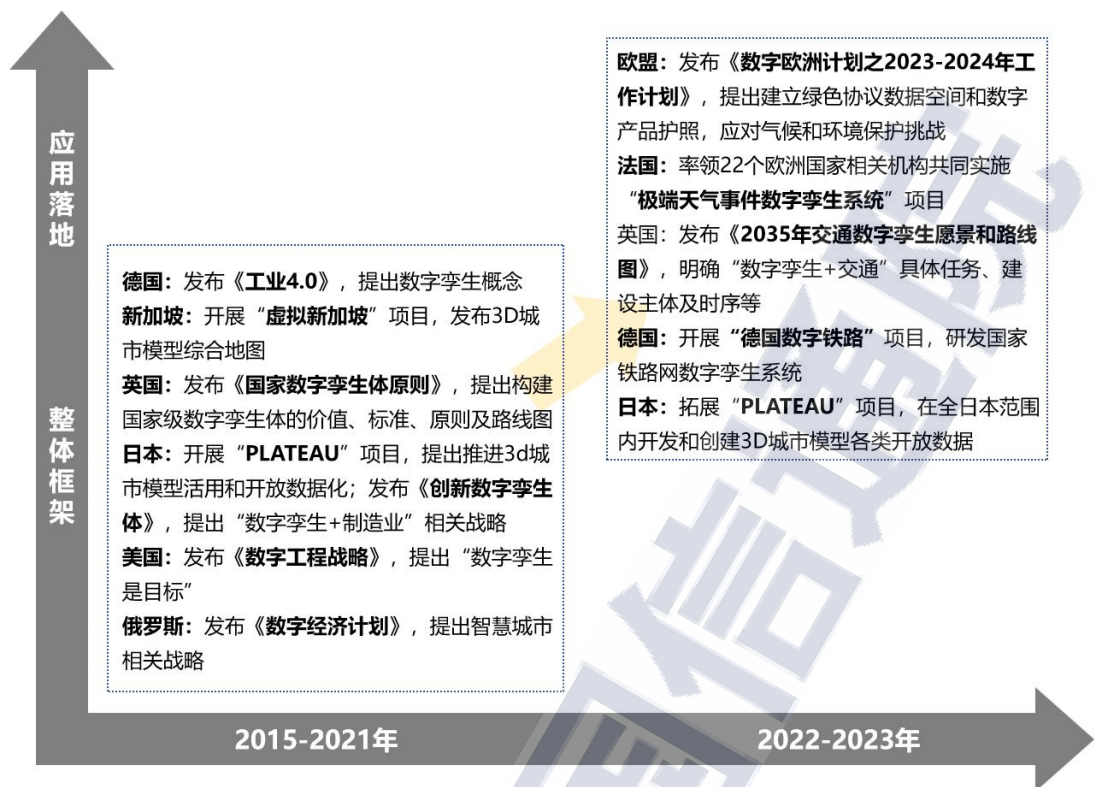 应用落地
整体框架
德国：发布《工业4.0》，提出数字孪生概念
新加坡：开展“虚拟新加坡”项目，发布3D城
市模型综合地图
英国：发布《国家数字孪生体原则》，提出构建
国家级数字孪生体的价值、标准、原则及路线图
日本：开展“PLATEAU”项目，提出推进3d城
市模型活用和开放数据化；发布《创新数字孪生
体》，提出“数字孪生+制造业”相关战略
美国：发布《数字工程战略》，提出“数字孪生
是目标”
俄罗斯：发布《数字经济计划》，提出智慧城市
相关战略
欧盟：发布《数字欧洲计划之2023-2024年工
作计划》，提出建立绿色协议数据空间和数字
产品护照，应对气候和环境保护挑战
法国：率领22个欧洲国家相关机构共同实施
“极端天气事件数字孪生系统”项目
英国：发布《2035年交通数字孪生愿景和路线
图》，明确“数字孪生+交通”具体任务、建
设主体及时序等
德国：开展“德国数字铁路”项目，研发国家
铁路网数字孪生系统
日本：拓展“PLATEAU”项目，在全日本范围
内开发和创建3D城市模型各类开放数据
2015-2021年
2022-2023年
国信通院